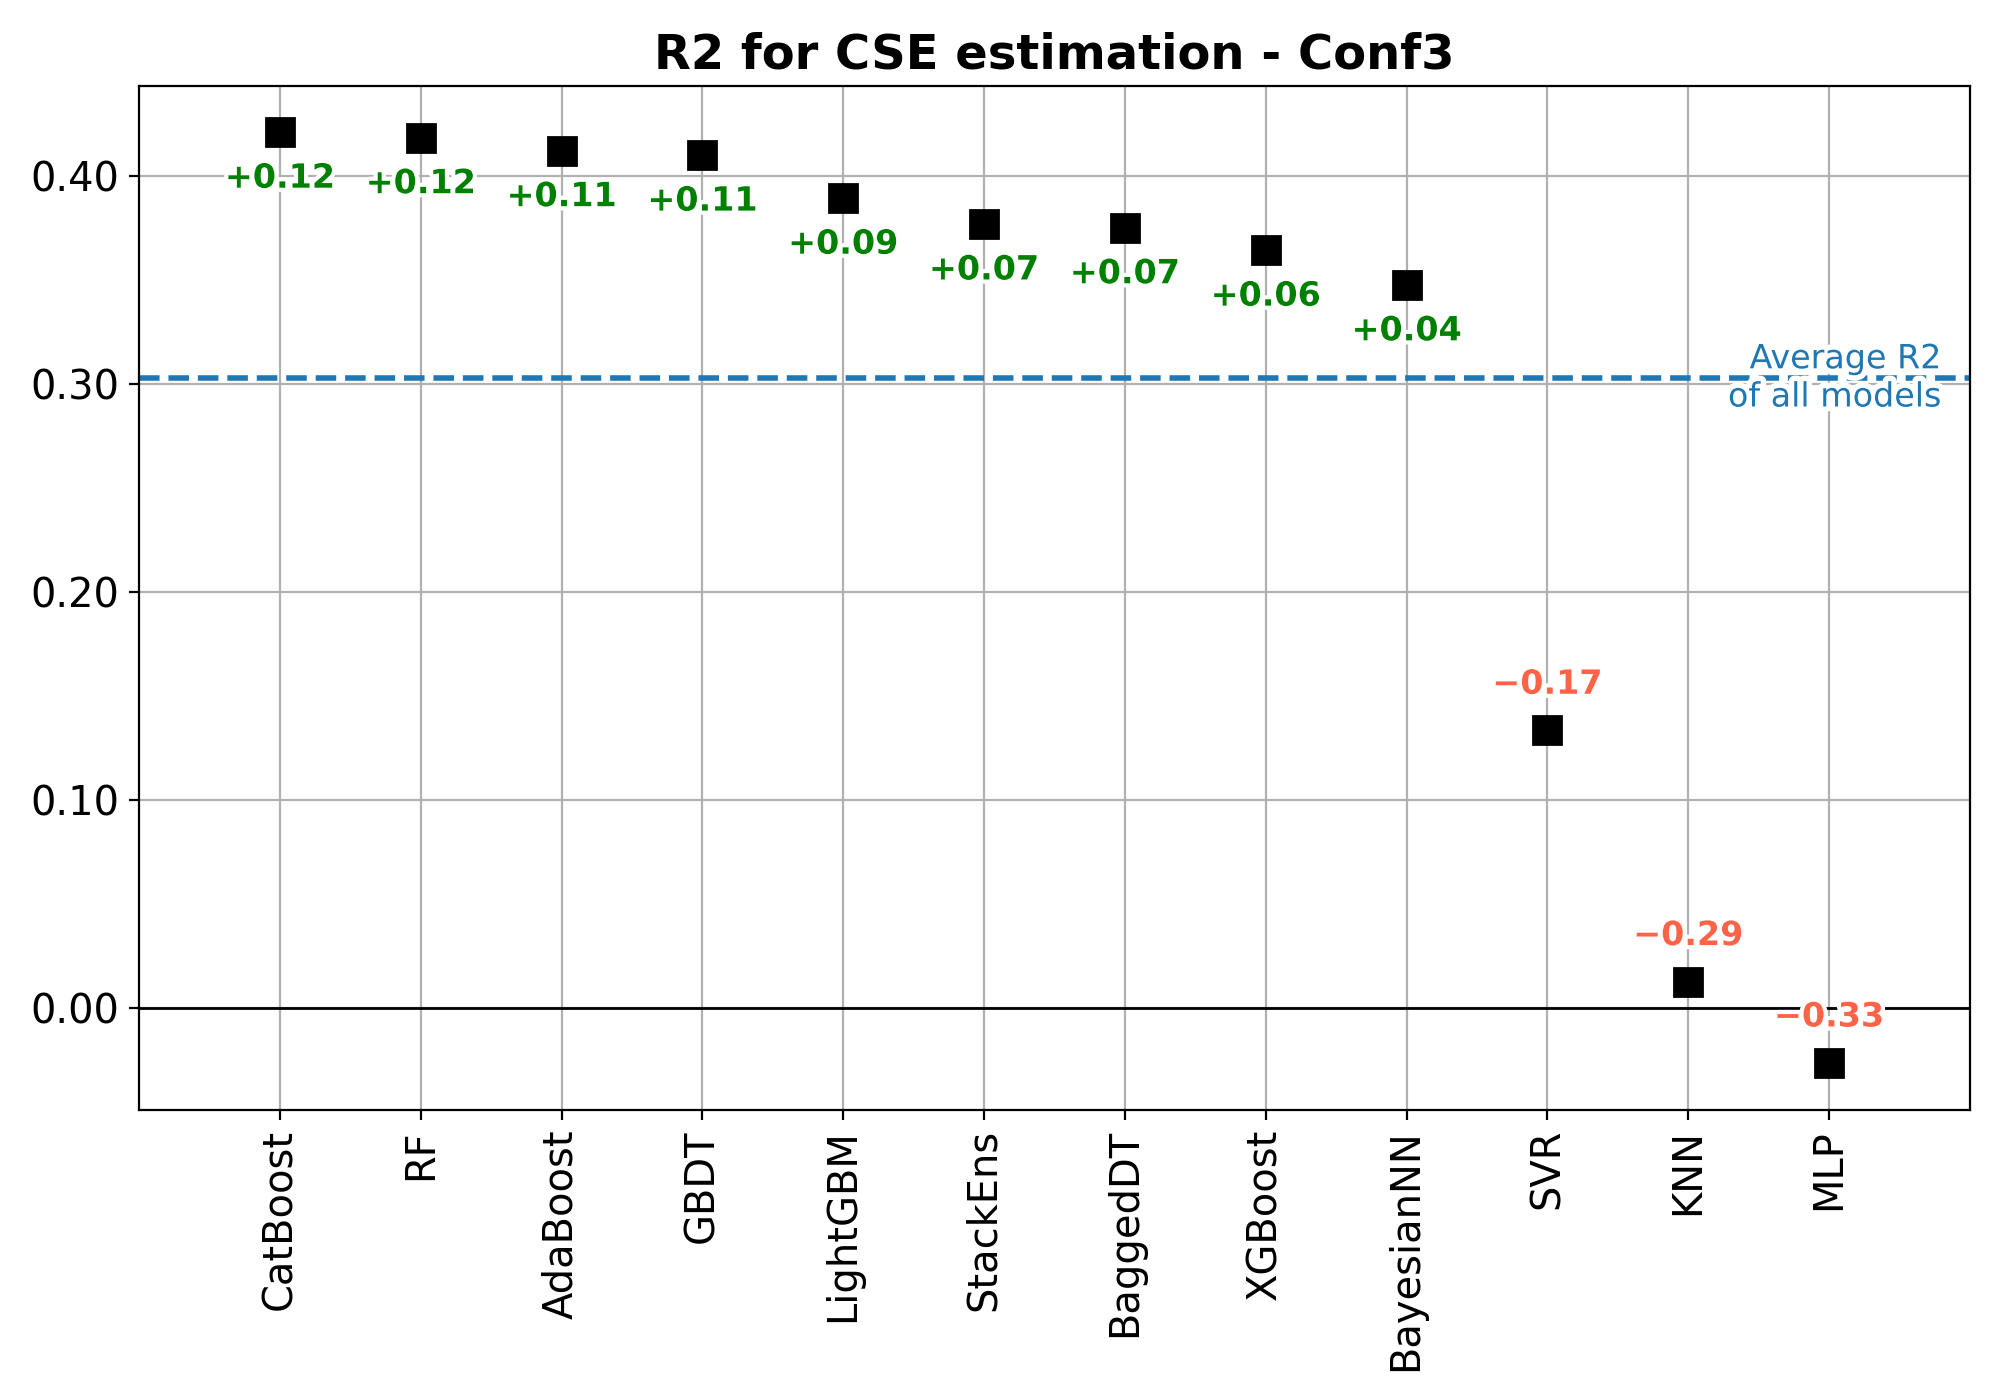 R2 for CSE estimation - Conf3
0.40
0.30
0.20
0.10
0.00
+0.12
+0.12
+0.11
+0.11
+0.09
+0.07
+0.07
+0.06
+0.04
Average R2
of all models
−0.17
−0.29
−0.33
CatBoost
RF
AdaBoost
GBDT
LightGBM
StackEns
BaggedDT
XGBoost
BayesianNN
SVR
KNN
MLP